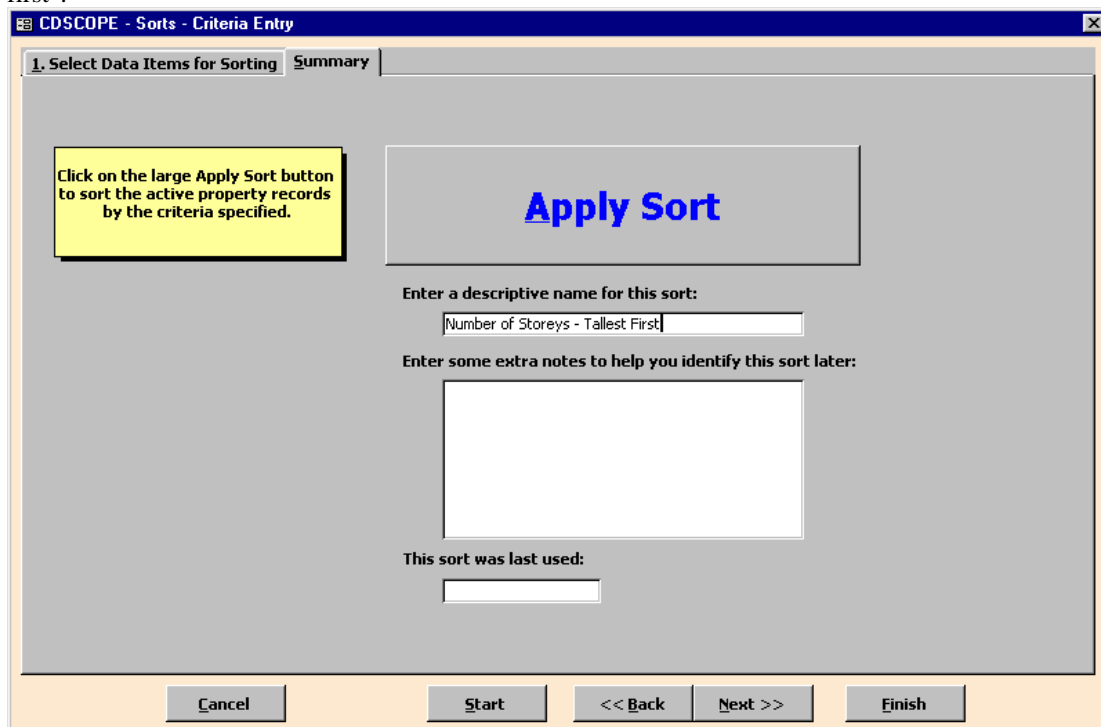 CDSCOPE - Sorts - Criteria Entry
1. Select Data Items for Sorting
Summary
Click on the large Apply Sort button
to sort the active property records
by the criteria specified.
Apply Sort
Enter a descriptive name for this sort:
Number of Storeys - Tallest First
Enter some extra notes to help you identify this sort later:
This sort was last used:
Cancel
Start
<< Back
Next >>
Finish